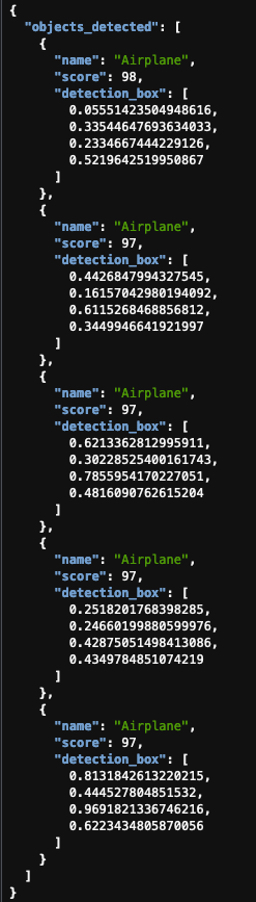 {
"objects_detected": [
{
"name": "Airplane",
"score": 98,
"detection_box": [
0.05551423504948616,
0.33544647693634033,
0.2334667444229126,
0.5219642519950867
]
},
{
"name": "Airplane",
"score": 97,
"detection_box": [
0.4426847994327545,
0.16157042980194092,
0.6115268468856812,
0.3449946641921997
]
},
{
"name": "Airplane",
"score": 97,
"detection_box": [
0.6213362812995911,
0.30228525400161743,
0.7855954170227051,
0.4816090762615204
]
},
{
"name": "Airplane",
"score": 97,
"detection_box": [
0.2518201768398285,
0.24660199880599976,
0.42875051498413086,
0.4349784851074219
]
},
{
"name": "Airplane",
"score": 97,
"detection_box": [
0.8131842613220215,
0.444527804851532,
0.9691821336746216,
0.6223434805870056
]
}
]
}